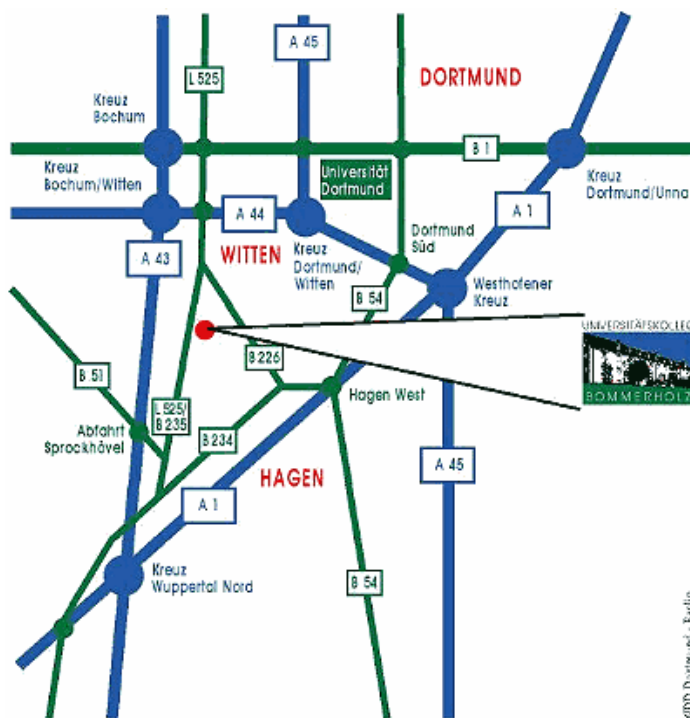 A 45
L 525
DORTMUND
Kreuz
Bochum
B 1
Kreuz
Bochum/Witten
Universität
Dortmund
Kreuz
Dortmund/Unna
A 44
A 1
Dortmund
Süd
WITTEN
Kreuz
Dortmund/
Witten
A 43
Westhofener
Kreuz
B 54
UNIVERSITÄTSKOLLEG
B 226
B 51
Hagen West
BOMMERHOLZ
L 525/
B 235
Abfahrt
Sprockhövel
B 234
HAGEN
A 45
A 1
Kreuz
Wuppertal Nord
B 54